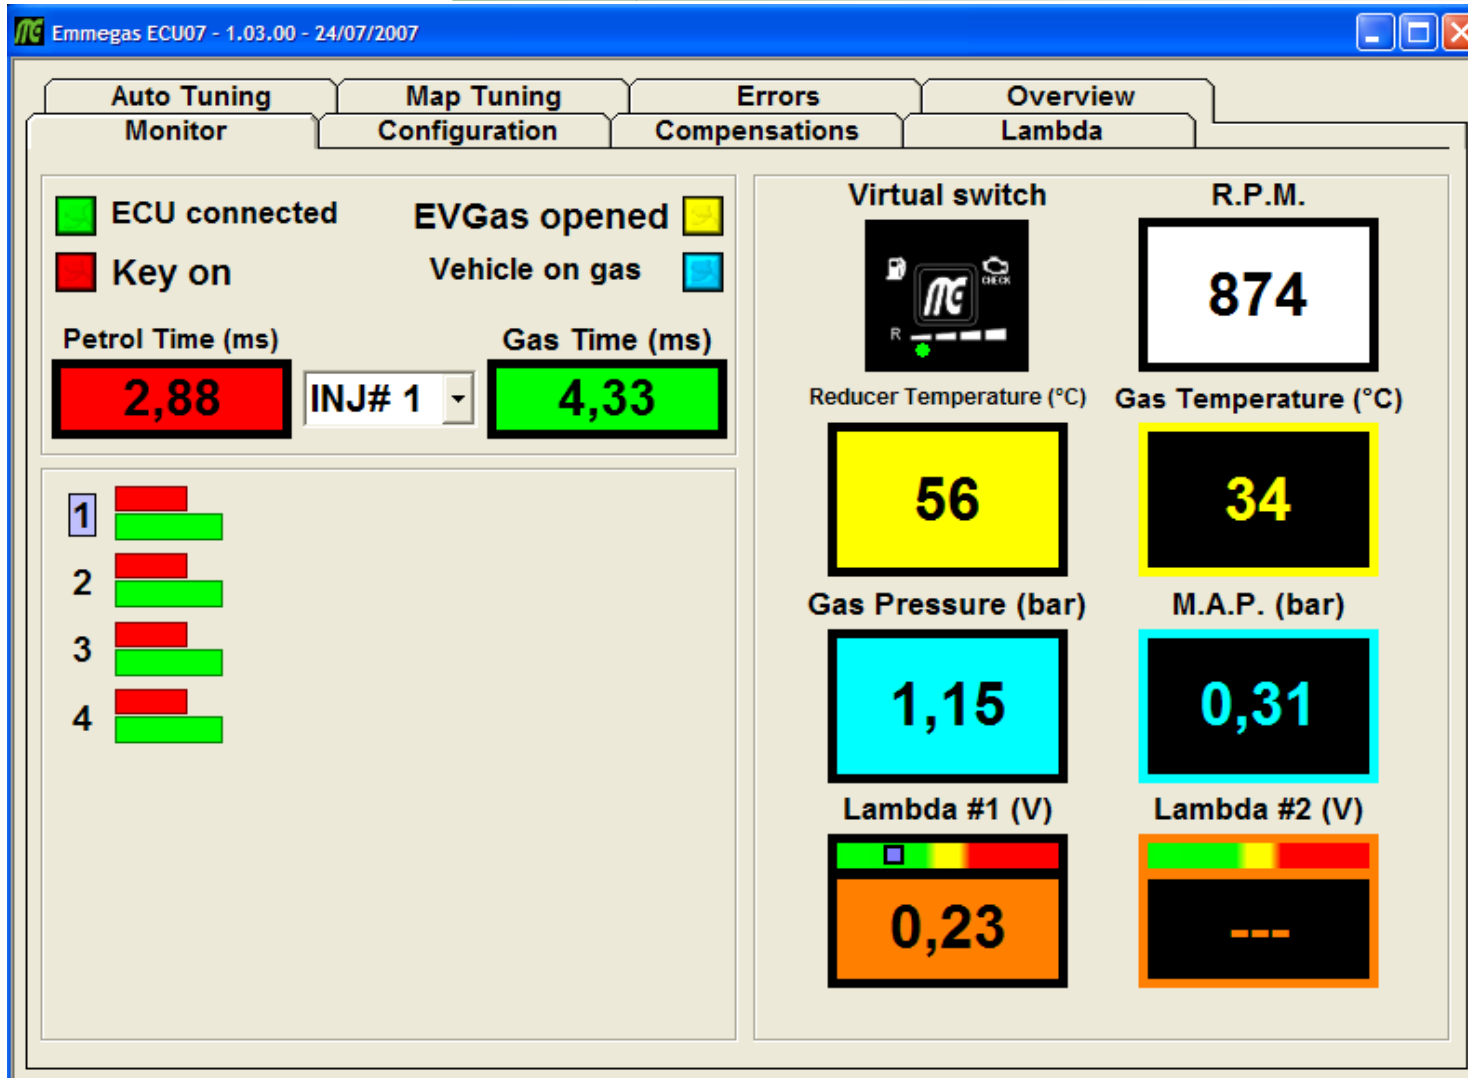 Emmegas ECU07 - 1.03.00 - 24/07/2007
Auto Tuning Map Tuning Errors Overview
Monitor Configuration Compensations Lambda
ECU connected EVGas opened
Key on Vehicle on gas
Petrol Time (ms) Gas Time (ms)
2,88 INJ# 1 4,33
1
2
3
4
Virtual switch R.P.M.
CHECK
R
874
Reducer Temperature (°C) Gas Temperature (°C)
56 34
Gas Pressure (bar) M.A.P. (bar)
1,15 0,31
Lambda #1 (V) Lambda #2 (V)
0,23 ---